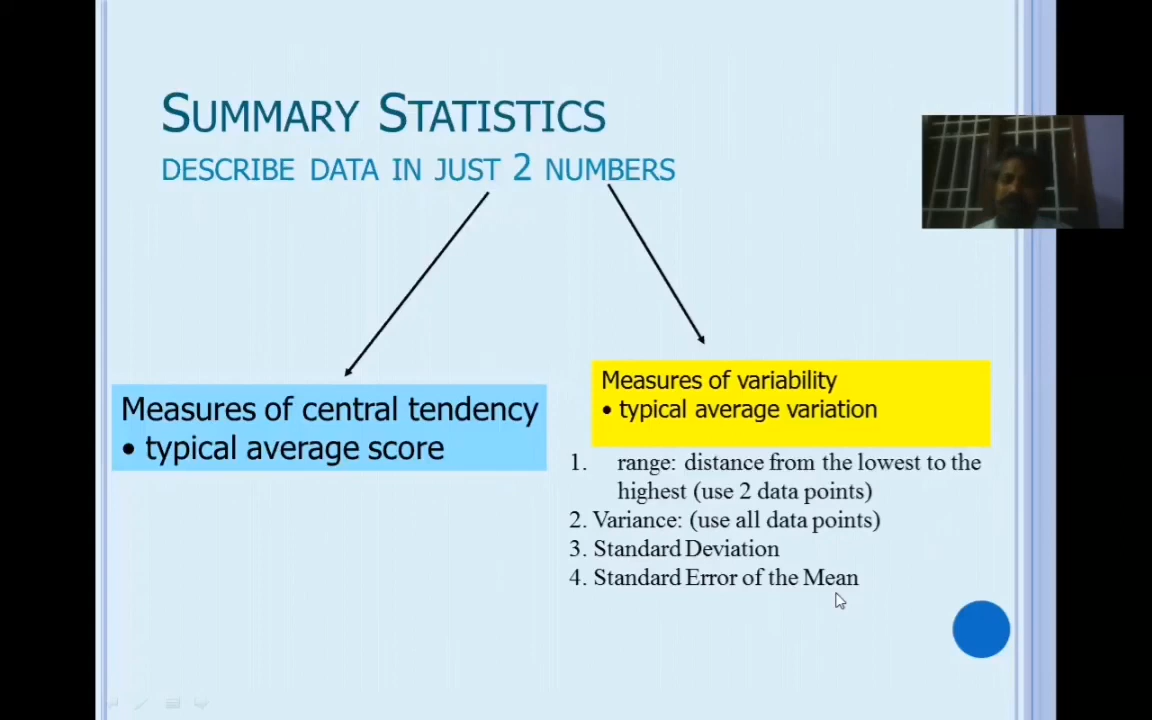 SUMMARY STATISTICS
DESCRIBE DATA IN JUST 2 NUMBERS
Measures of central tendency
• typical average score
Measures of variability
• typical average variation
1. range: distance from the lowest to the
highest (use 2 data points)
2. Variance: (use all data points)
3. Standard Deviation
4. Standard Error of the Mean